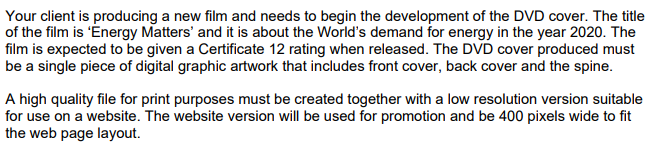 Your client is producing a new film and needs to begin the development of the DVD cover. The title
of the film is ‘Energy Matters’ and it is about the World’s demand for energy in the year 2020. The
film is expected to be given a Certificate 12 rating when released. The DVD cover produced must
be a single piece of digital graphic artwork that includes front cover, back cover and the spine.
A high quality file for print purposes must be created together with a low resolution version suitable
for use on a website. The website version will be used for promotion and be 400 pixels wide to fit
the web page layout.